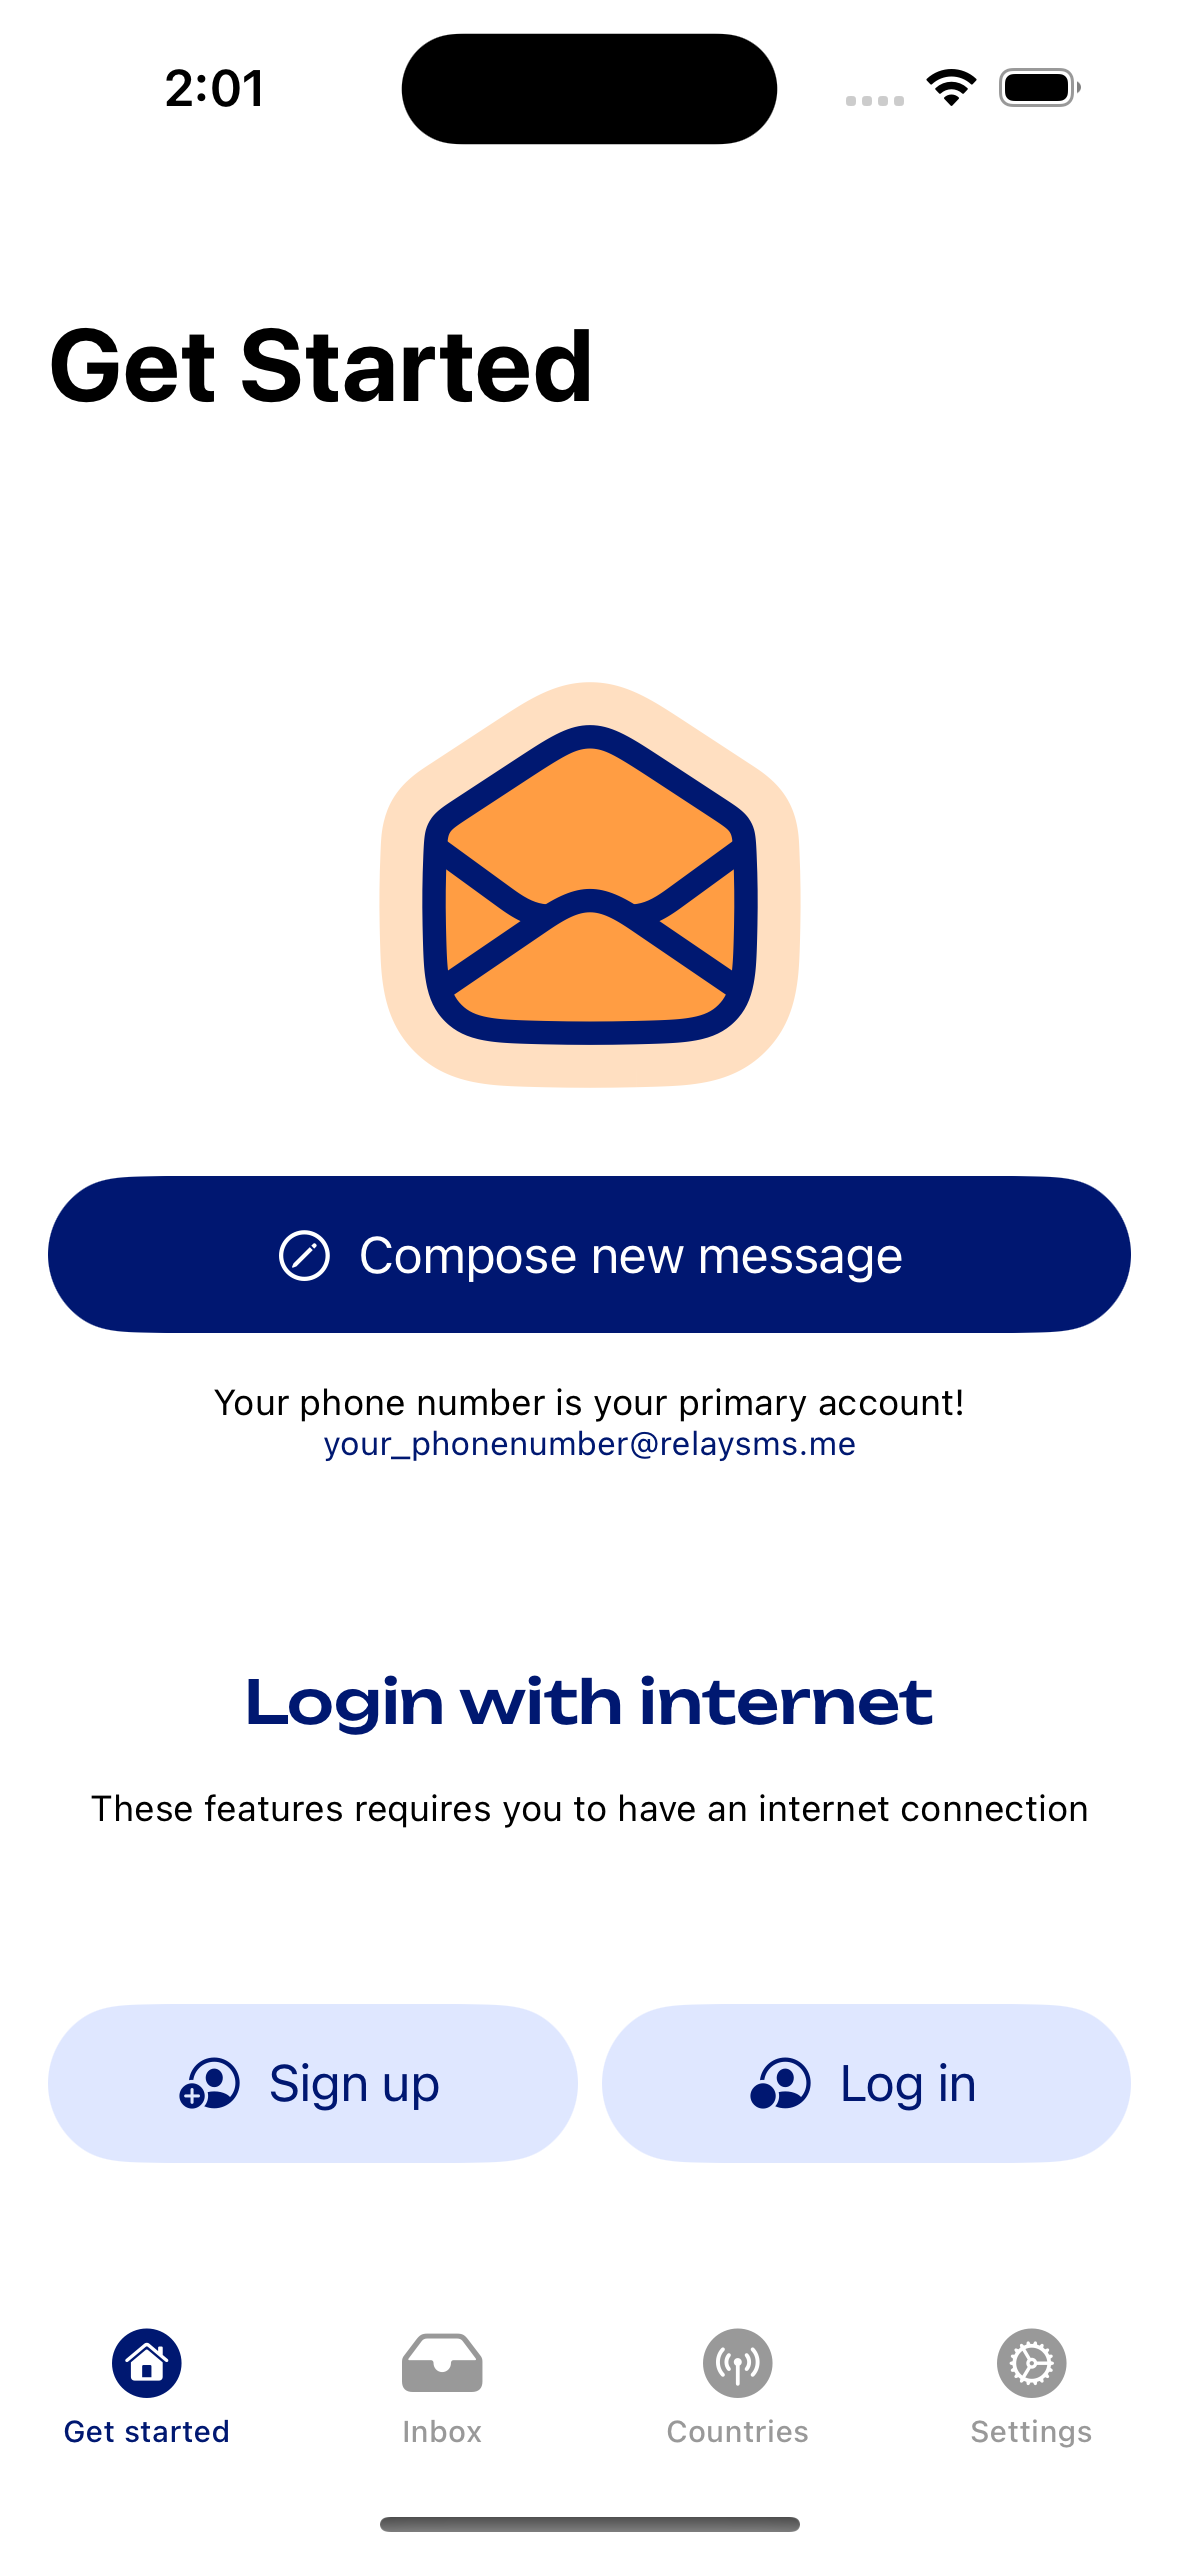 2:01
Get Started
Compose new message
Your phone number is your primary account!
your_phonenumber@relaysms.me
Login with internet
These features requires you to have an internet connection
Sign up
Log in
Get started
Inbox
Countries
Settings